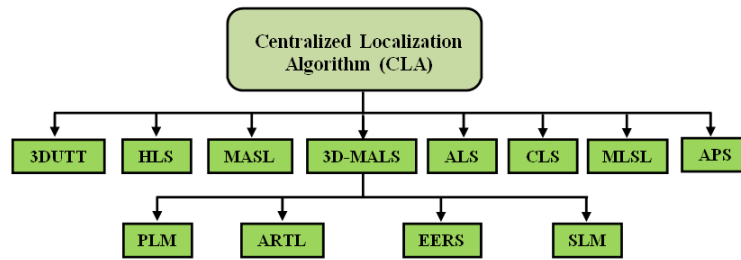 Centralized Localization
Algorithm (CLA)
3DUTT HLS MASL 3D-MALS ALS CLS MLSL APS
PLM ARTL EERS SLM